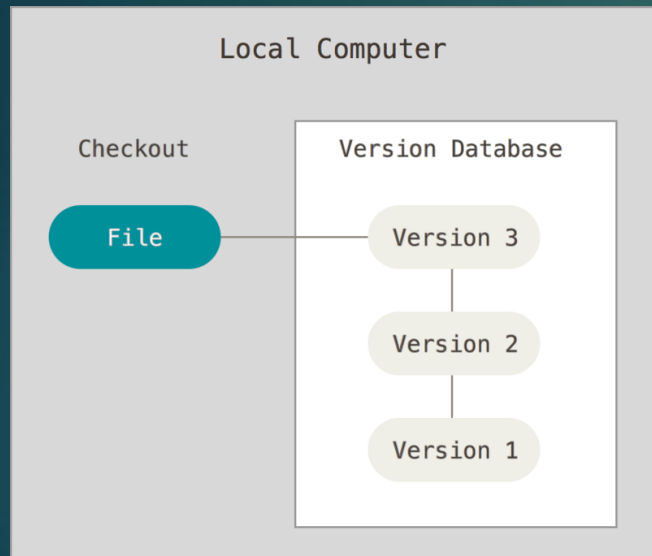 Local Computer
Checkout
Version Database
File
Version 3
Version 2
Version 1